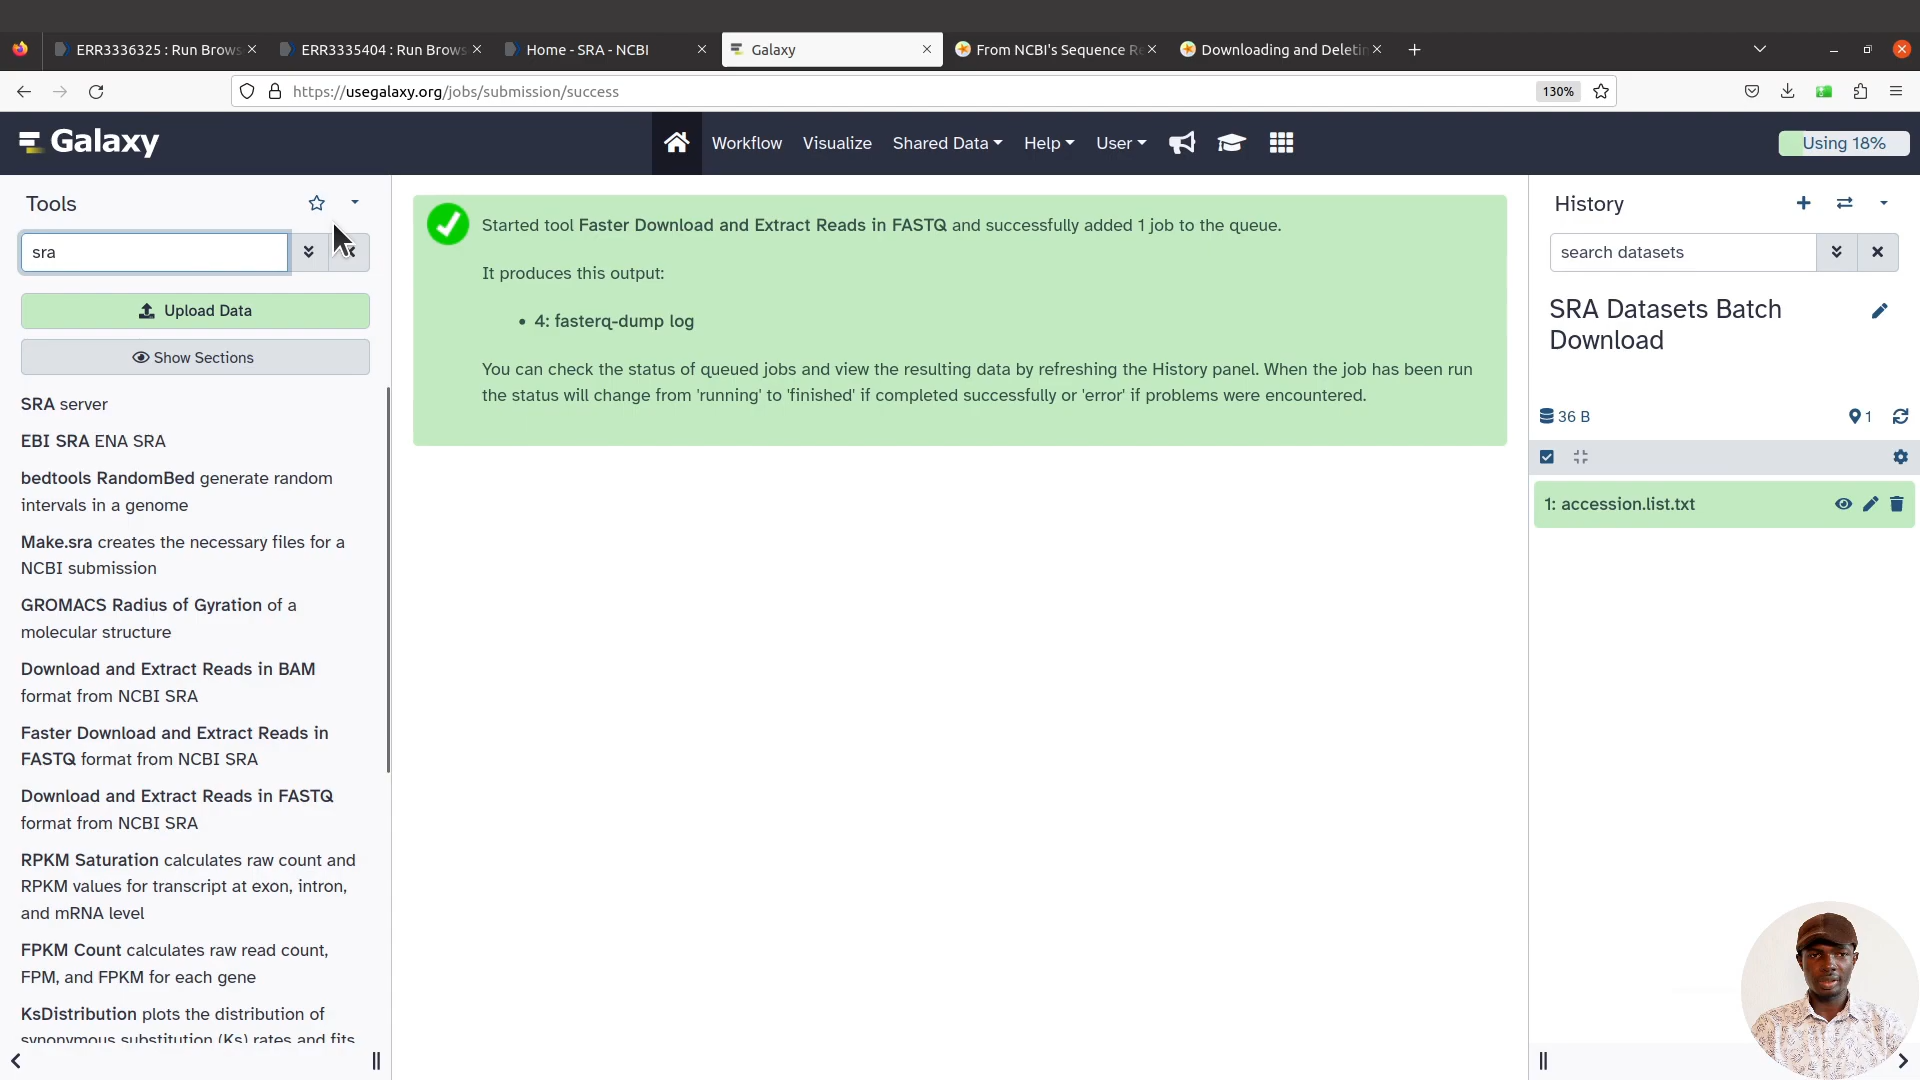 ERR3336325 : Run Brows
ERR3335404 : Run Brows
Home - SRA - NCBI
Galaxy
From NCBI's Sequence Re
Downloading and Deletin
https://usegalaxy.org/jobs/submission/success
130%
Galaxy
Workflow
Visualize
Shared Data
Help
User
Using 18%
Tools
sra
Upload Data
Show Sections
SRA server
EBI SRA ENA SRA
bedtools RandomBed generate random
intervals in a genome
Make.sra creates the necessary files for a
NCBI submission
GROMACS Radius of Gyration of a
molecular structure
Download and Extract Reads in BAM
format from NCBI SRA
Faster Download and Extract Reads in
FASTQ format from NCBI SRA
Download and Extract Reads in FASTQ
format from NCBI SRA
RPKM Saturation calculates raw count and
RPKM values for transcript at exon, intron,
and mRNA level
FPKM Count calculates raw read count,
FPM, and FPKM for each gene
KsDistribution plots the distribution of
synonymous substitution (Ks) rates and fits
Started tool Faster Download and Extract Reads in FASTQ and successfully added 1 job to the queue.
It produces this output:
• 4: fasterq-dump log
You can check the status of queued jobs and view the resulting data by refreshing the History panel. When the job has been run
the status will change from 'running' to 'finished' if completed successfully or 'error' if problems were encountered.
History
search datasets
SRA Datasets Batch
Download
36 B
1
1: accession.list.txt